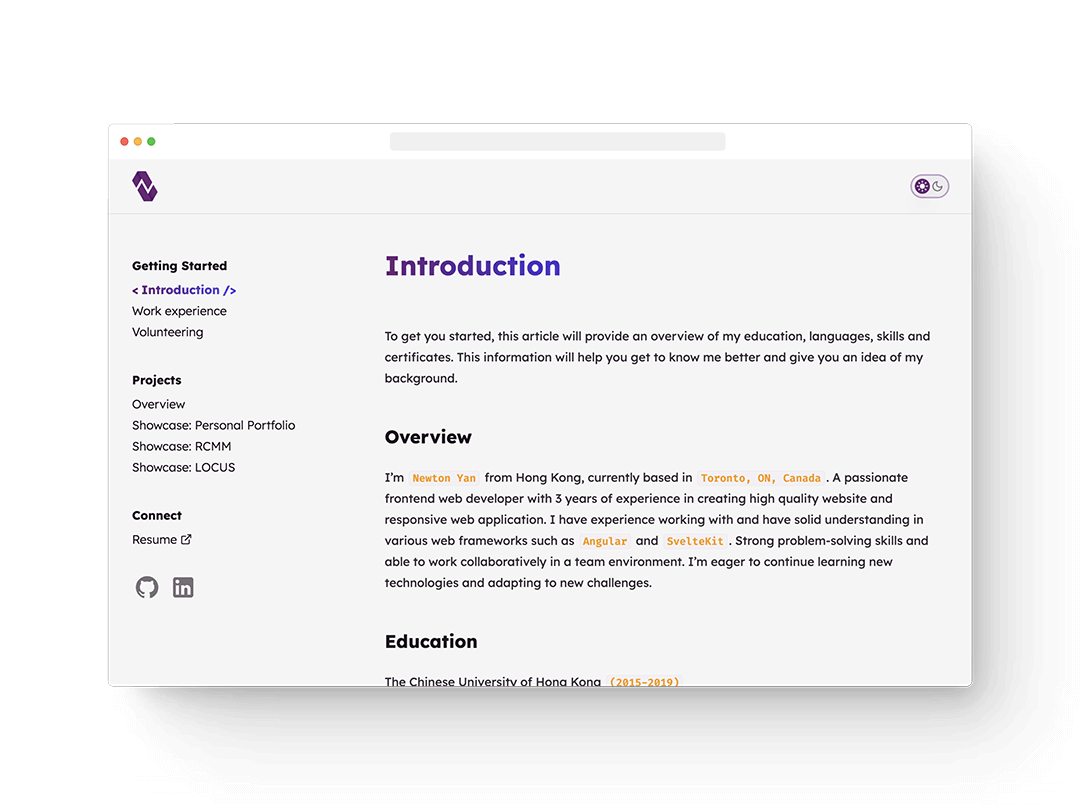 Getting Started
< Introduction />
Work experience
Volunteering
Projects
Overview
Showcase: Personal Portfolio
Showcase: RCMM
Showcase: LOCUS
Connect
Resume
Introduction
To get you started, this article will provide an overview of my education, languages, skills and
certificates. This information will help you get to know me better and give you an idea of my
background.
Overview
I’m Newton Yan from Hong Kong, currently based in Toronto, ON, Canada . A passionate
frontend web developer with 3 years of experience in creating high quality website and
responsive web application. I have experience working with and have solid understanding in
various web frameworks such as Angular and SvelteKit . Strong problem-solving skills and
able to work collaboratively in a team environment. I’m eager to continue learning new
technologies and adapting to new challenges.
Education
The Chinese University of Hong Kong (2015-2019)